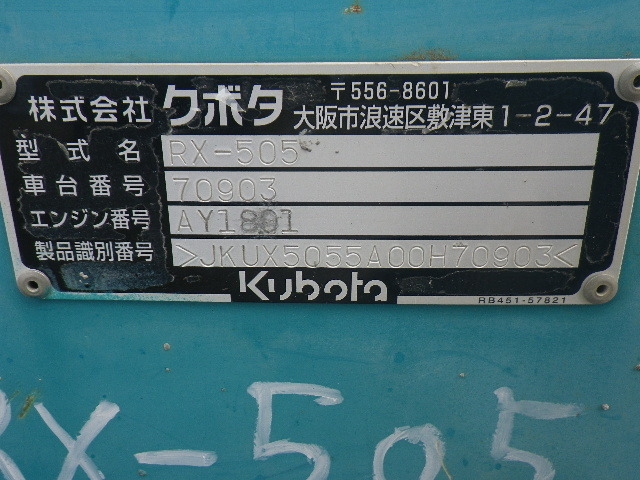 株式会社 クボタ 〒556-8601
大阪市浪速区敷津東1-2-47
型式名 RX-505
車台番号 70903
エンジン番号 AY1801
製品識別番号 >JKUX5055A00H70903<
Kubota
RB451-57821
RX-505